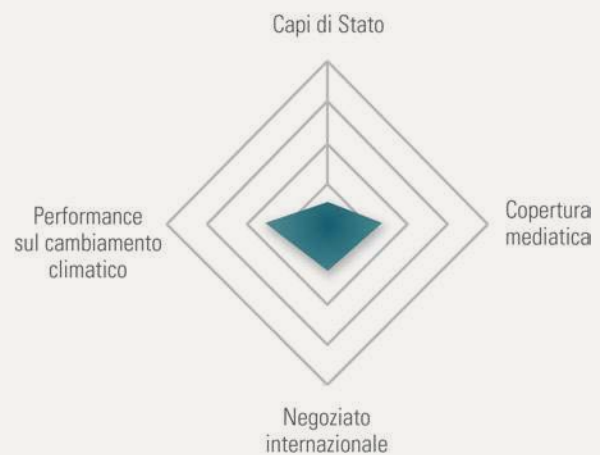 Capi di Stato
Performance
sul cambiamento
climatico
Copertura
mediatica
Negoziato
internazionale